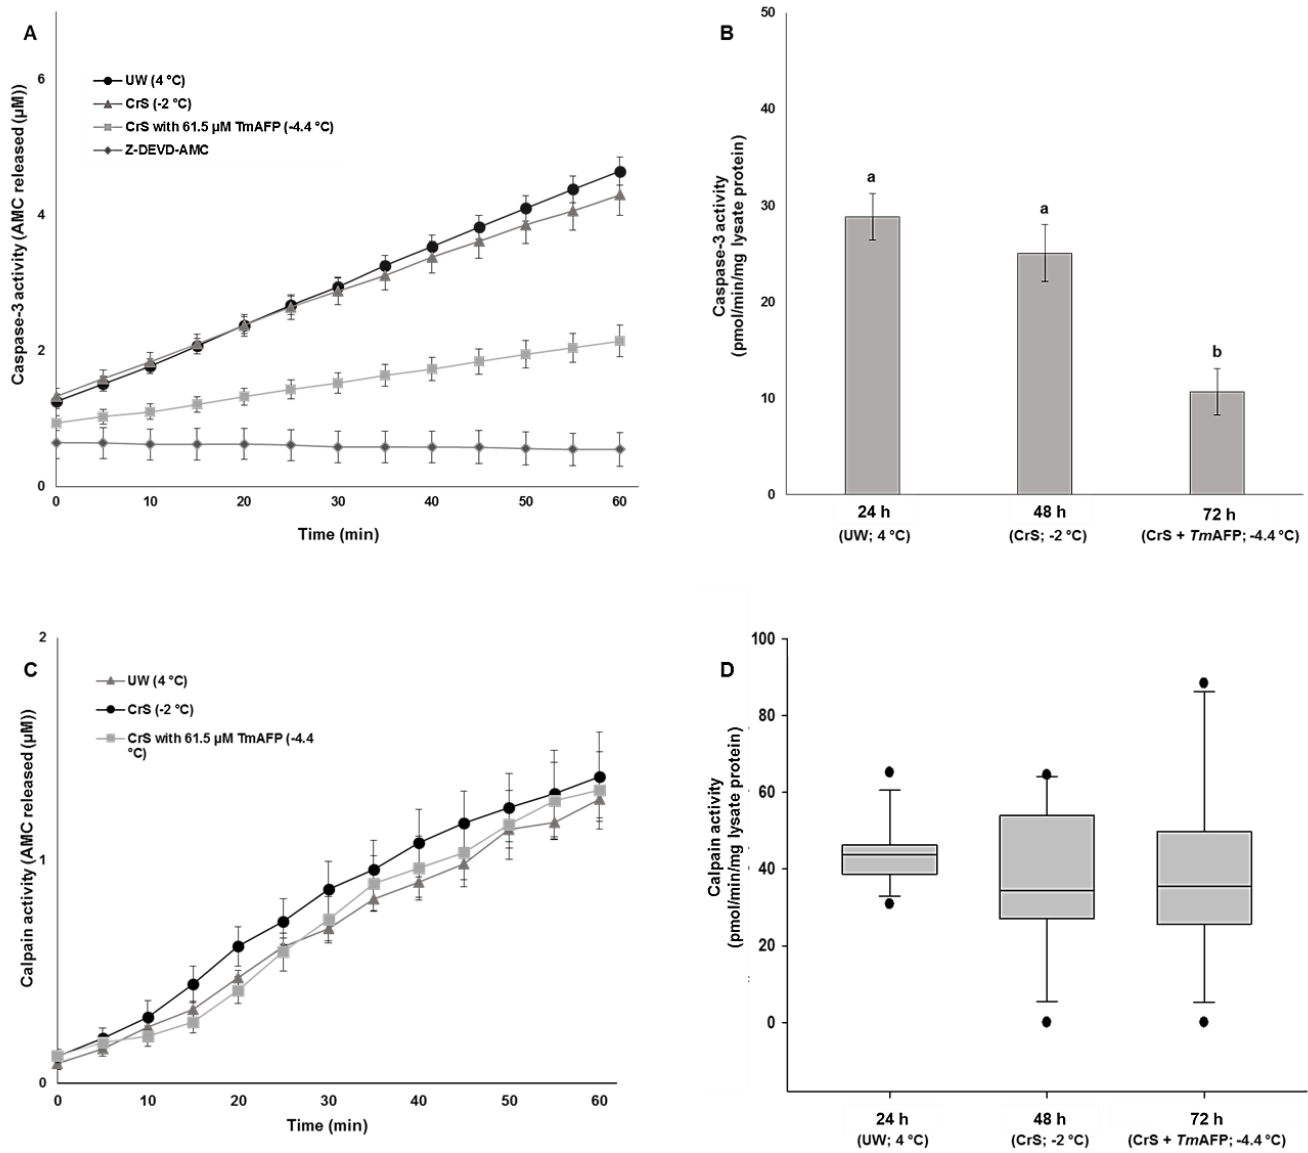 A
Caspase-3 activity (AMC released (µM))
6
4
2
0
UW (4 °C)
CrS (-2 °C)
CrS with 61.5 µM TmAFP (-4.4 °C)
Z-DEVD-AMC
0 10 20 30 40 50 60
Time (min)
B
Caspase-3 activity
(pmol/min/mg lysate protein)
50
40
30
20
10
0
a
a
b
24 h 48 h 72 h
(UW; 4 °C) (CrS; -2 °C) (CrS + TmAFP; -4.4 °C)
C
Calpain activity (AMC released (µM))
2
1
0
UW (4 °C)
CrS (-2 °C)
CrS with 61.5 µM TmAFP (-4.4
°C)
0 10 20 30 40 50 60
Time (min)
D
Calpain activity
(pmol/min/mg lysate protein)
100
80
60
40
20
0
24 h 48 h 72 h
(UW; 4 °C) (CrS; -2 °C) (CrS + TmAFP; -4.4 °C)